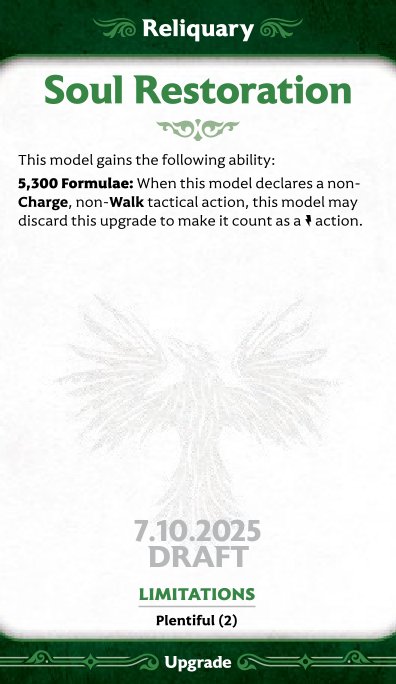 Reliquary
Soul Restoration
This model gains the following ability:
5,300 Formulae: When this model declares a non-
Charge, non-Walk tactical action, this model may
discard this upgrade to make it count as a action.
7.10.2025
DRAFT
LIMITATIONS
Plentiful (2)
Upgrade